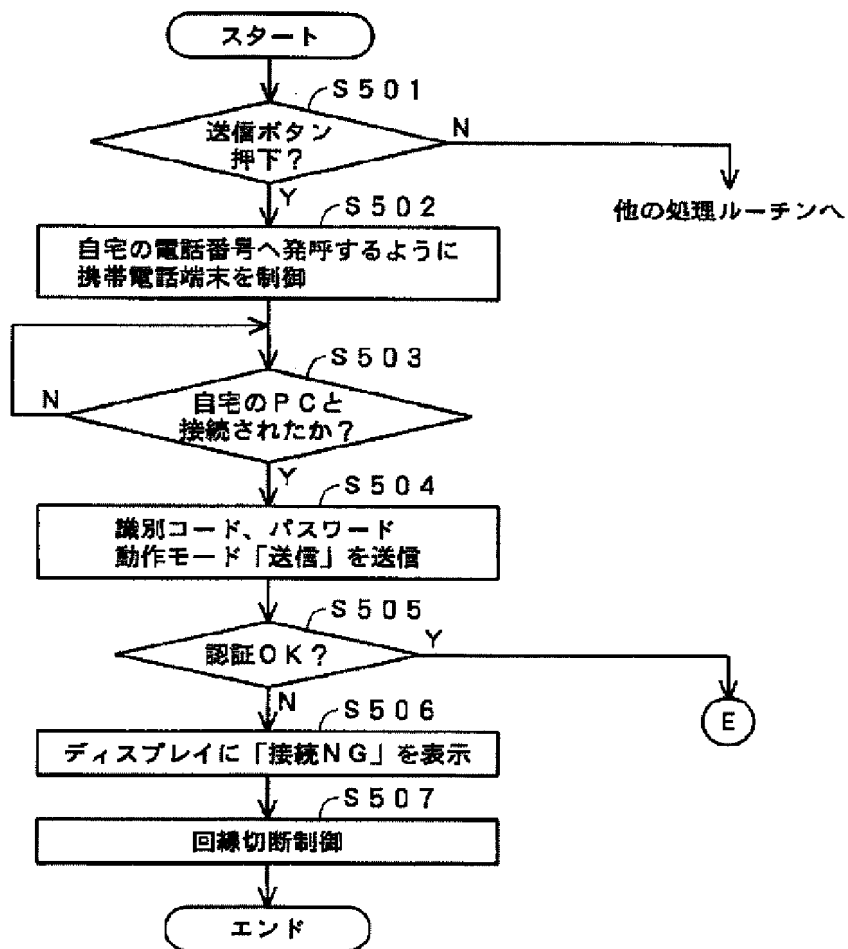 スタート
S501
送信ボタン
押下？
N
Y
他の処理ルーチンへ
S502
自宅の電話番号へ発呼するように
携帯電話端末を制御
S503
自宅のPCと
接続されたか？
N
Y
S504
識別コード、パスワード
動作モード「送信」を送信
S505
認証OK？
Y
N
E
S506
ディスプレイに「接続NG」を表示
S507
回線切断制御
エンド